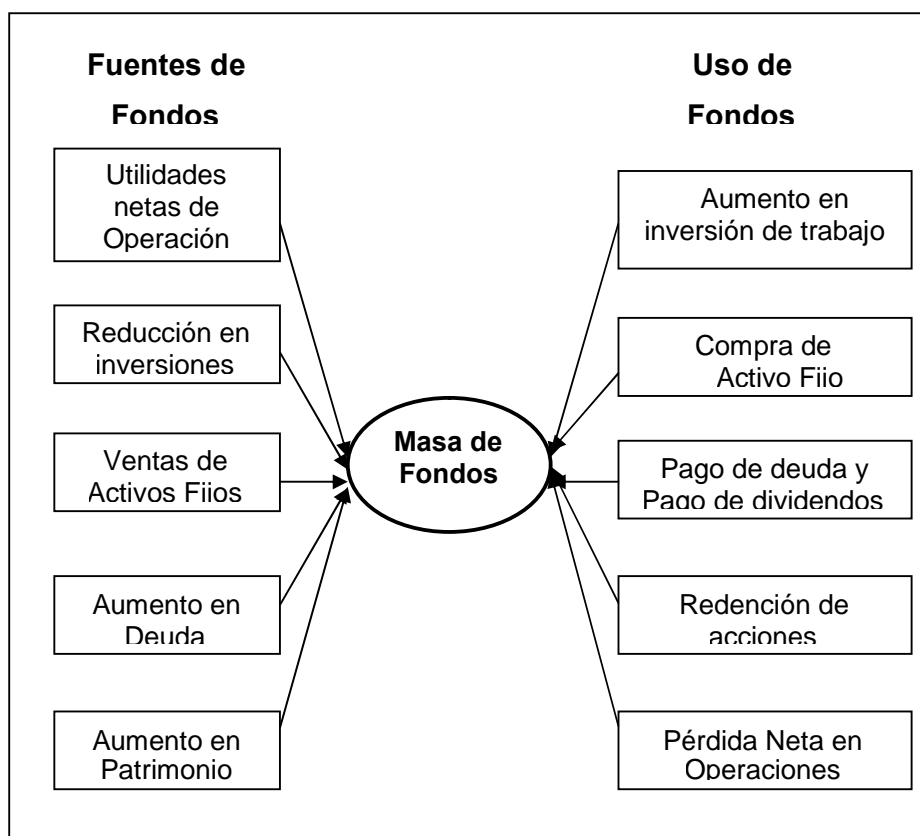 Fuentes de
Fondos
Utilidades
netas de
Operación
Reducción en
inversiones
Ventas de
Activos Fijos
Aumento en
Deuda
Aumento en
Patrimonio
Masa de
Fondos
Uso de
Fondos
Aumento en
inversión de trabajo
Compra de
Activo Fijo
Pago de deuda y
Pago de dividendos
Redención de
acciones
Pérdida Neta en
Operaciones